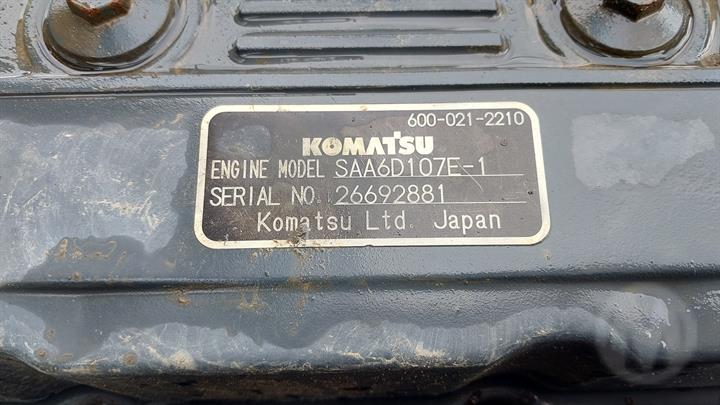 600-021-2210
KOMATSU
ENGINE MODEL SAA6D107E-1
SERIAL NO. 26692881
Komatsu Ltd. Japan